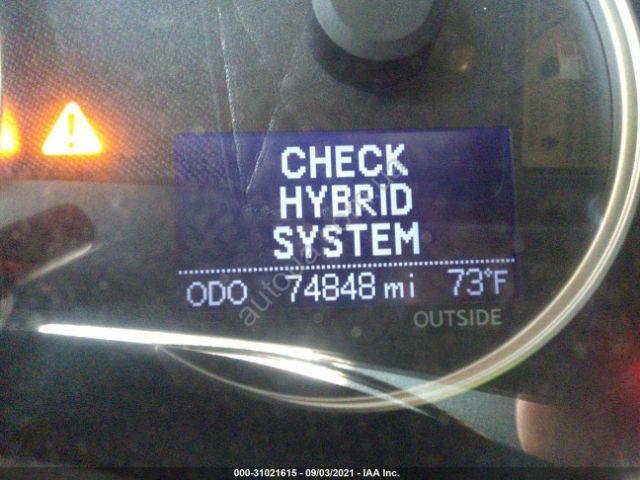 CHECK
HYBRID
SYSTEM
ODO 74848 mi 73°F
OUTSIDE
000-31021615 - 09/03/2021 - IAA Inc.